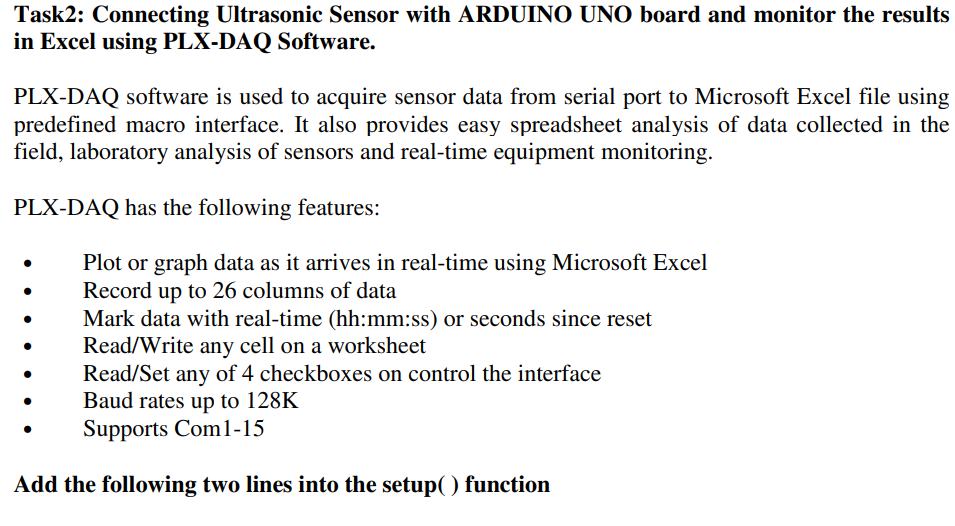 Task2: Connecting Ultrasonic Sensor with ARDUINO UNO board and monitor the results
in Excel using PLX-DAQ Software.
PLX-DAQ software is used to acquire sensor data from serial port to Microsoft Excel file using
predefined macro interface. It also provides easy spreadsheet analysis of data collected in the
field, laboratory analysis of sensors and real-time equipment monitoring.
PLX-DAQ has the following features:
• Plot or graph data as it arrives in real-time using Microsoft Excel
• Record up to 26 columns of data
• Mark data with real-time (hh:mm:ss) or seconds since reset
• Read/Write any cell on a worksheet
• Read/Set any of 4 checkboxes on control the interface
• Baud rates up to 128K
• Supports Com1-15
Add the following two lines into the setup( ) function